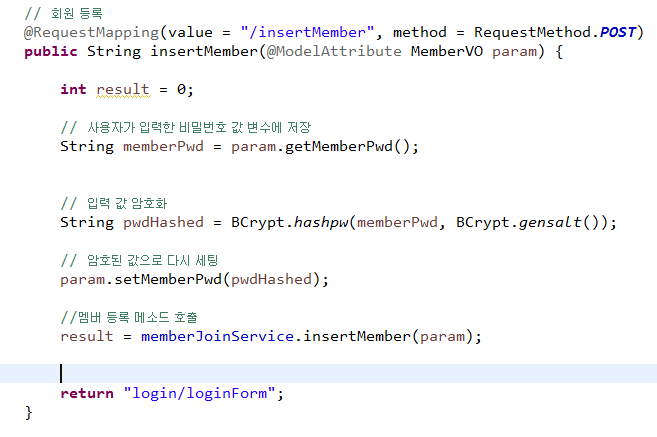 // 회원 등록
@RequestMapping(value = "/insertMember", method = RequestMethod.POST)
public String insertMember(@ModelAttribute MemberVO param) {
int result = 0;
// 사용자가 입력한 비밀번호 값 변수에 저장
String memberPwd = param.getMemberPwd();
// 입력 값 암호화
String pwdHashed = BCrypt.hashpw(memberPwd, BCrypt.gensalt());
// 암호된 값으로 다시 세팅
param.setMemberPwd(pwdHashed);
//멤버 등록 메소드 호출
result = memberJoinService.insertMember(param);
return "login/loginForm";
}